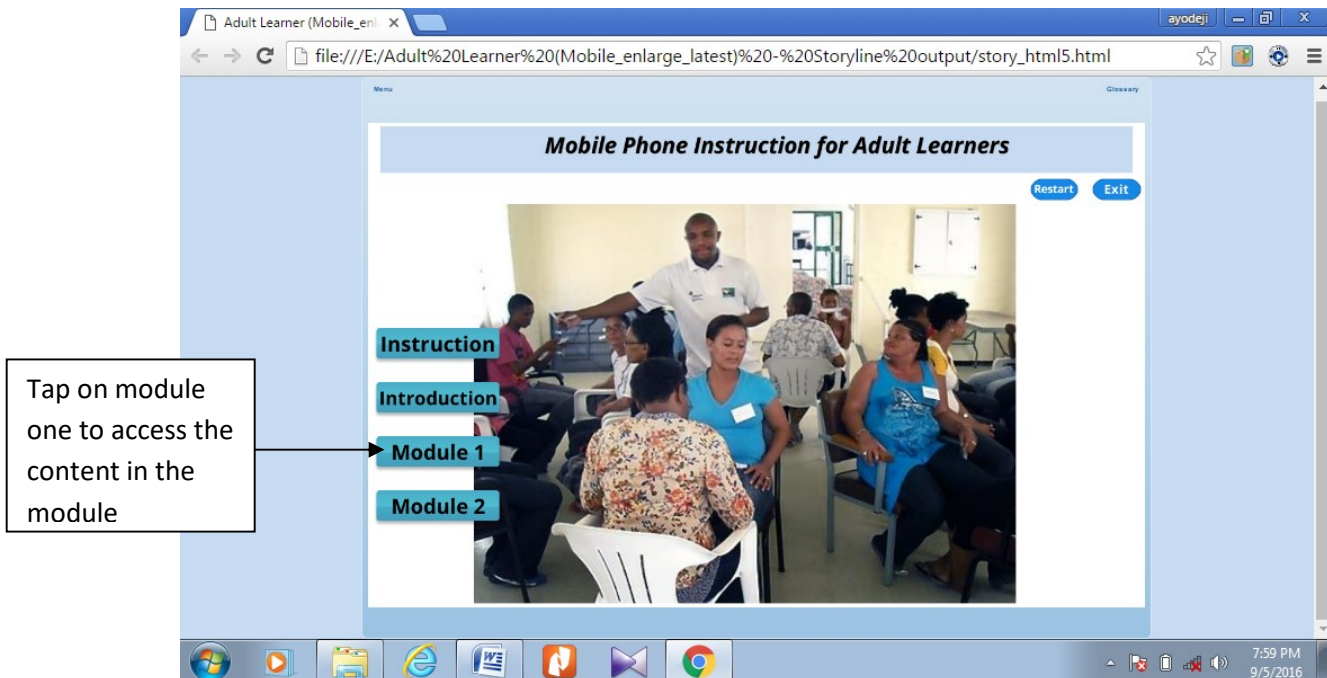 Adult Learner (Mobile_enl
ayodeji
file:///E:/Adult%20Learner%20(Mobile_enlarge_latest)%20-%20Storyline%20output/story_html5.html
Menu
Glossary
Mobile Phone Instruction for Adult Learners
Restart
Exit
Instruction
Introduction
Module 1
Module 2
Tap on module
one to access the
content in the
module
7:59 PM
9/5/2016